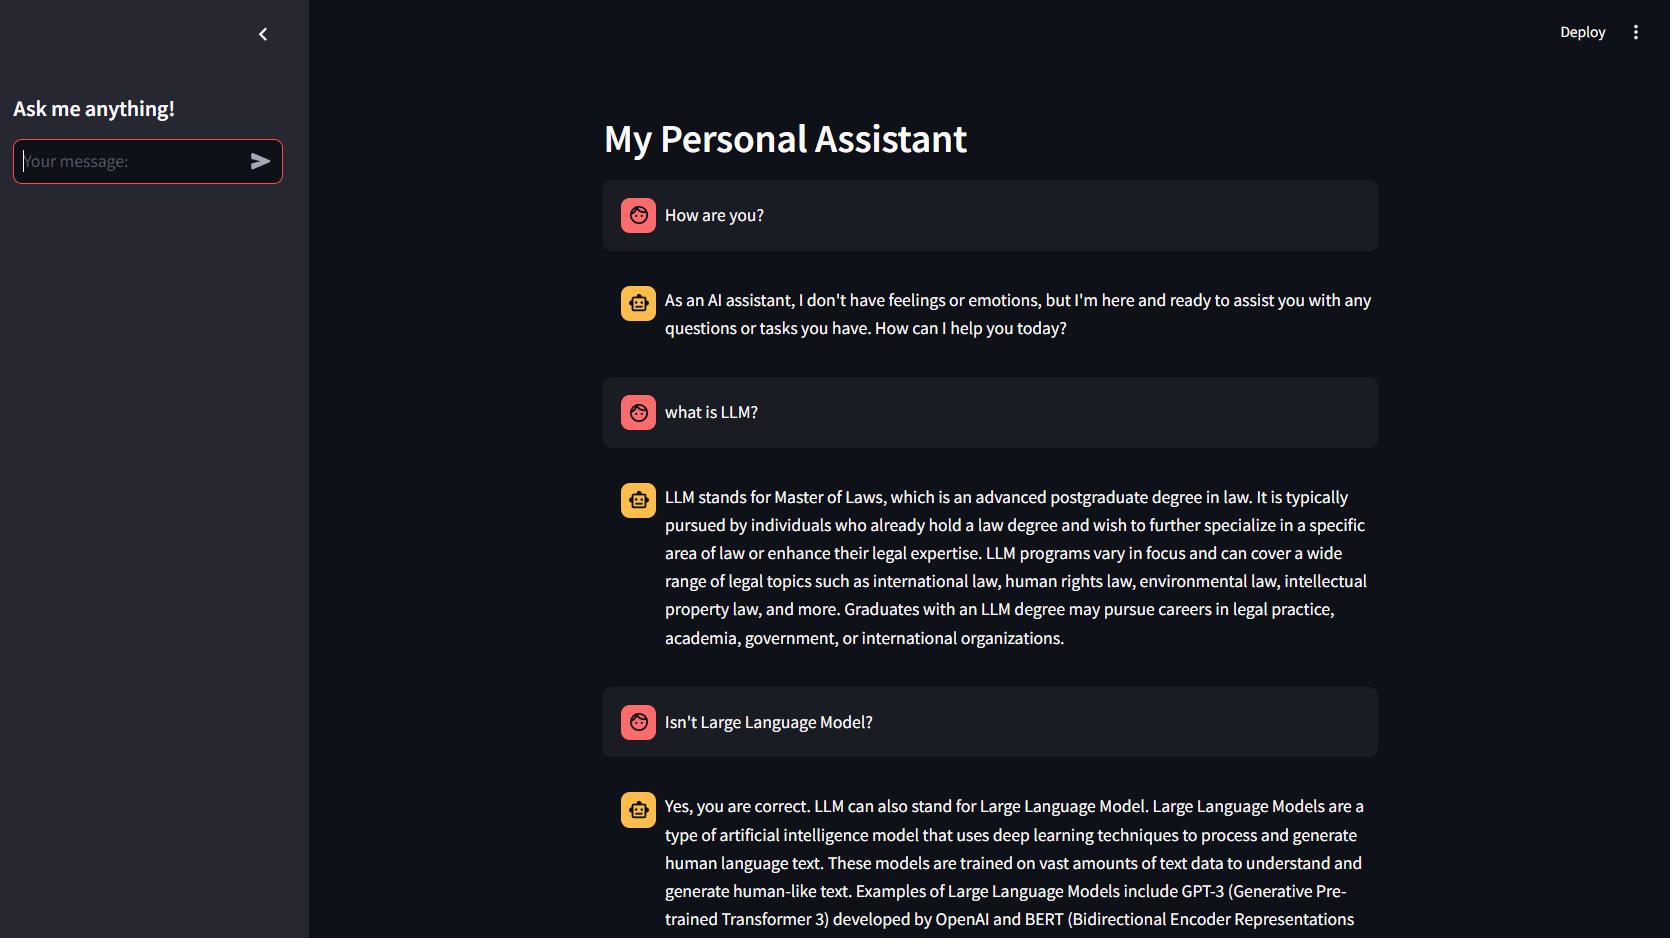 Deploy
Ask me anything!
Your message:
My Personal Assistant
How are you?
As an AI assistant, I don't have feelings or emotions, but I'm here and ready to assist you with any
questions or tasks you have. How can I help you today?
what is LLM?
LLM stands for Master of Laws, which is an advanced postgraduate degree in law. It is typically
pursued by individuals who already hold a law degree and wish to further specialize in a specific
area of law or enhance their legal expertise. LLM programs vary in focus and can cover a wide
range of legal topics such as international law, human rights law, environmental law, intellectual
property law, and more. Graduates with an LLM degree may pursue careers in legal practice,
academia, government, or international organizations.
Isn't Large Language Model?
Yes, you are correct. LLM can also stand for Large Language Model. Large Language Models are a
type of artificial intelligence model that uses deep learning techniques to process and generate
human language text. These models are trained on vast amounts of text data to understand and
generate human-like text. Examples of Large Language Models include GPT-3 (Generative Pre-
trained Transformer 3) developed by OpenAI and BERT (Bidirectional Encoder Representations